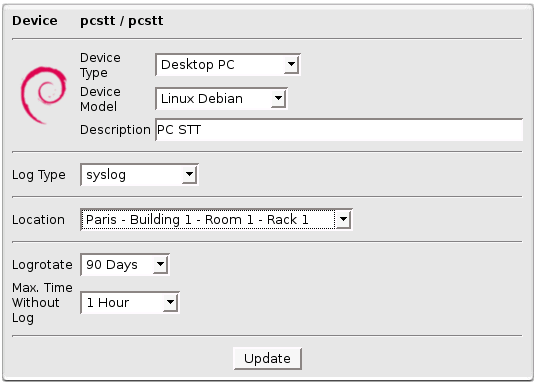 Device pcstt / pcstt
Device Type Desktop PC
Device Model Linux Debian
Description PC STT
Log Type syslog
Location Paris - Building 1 - Room 1 - Rack 1
Logrotate 90 Days
Max. Time Without Log 1 Hour
Update